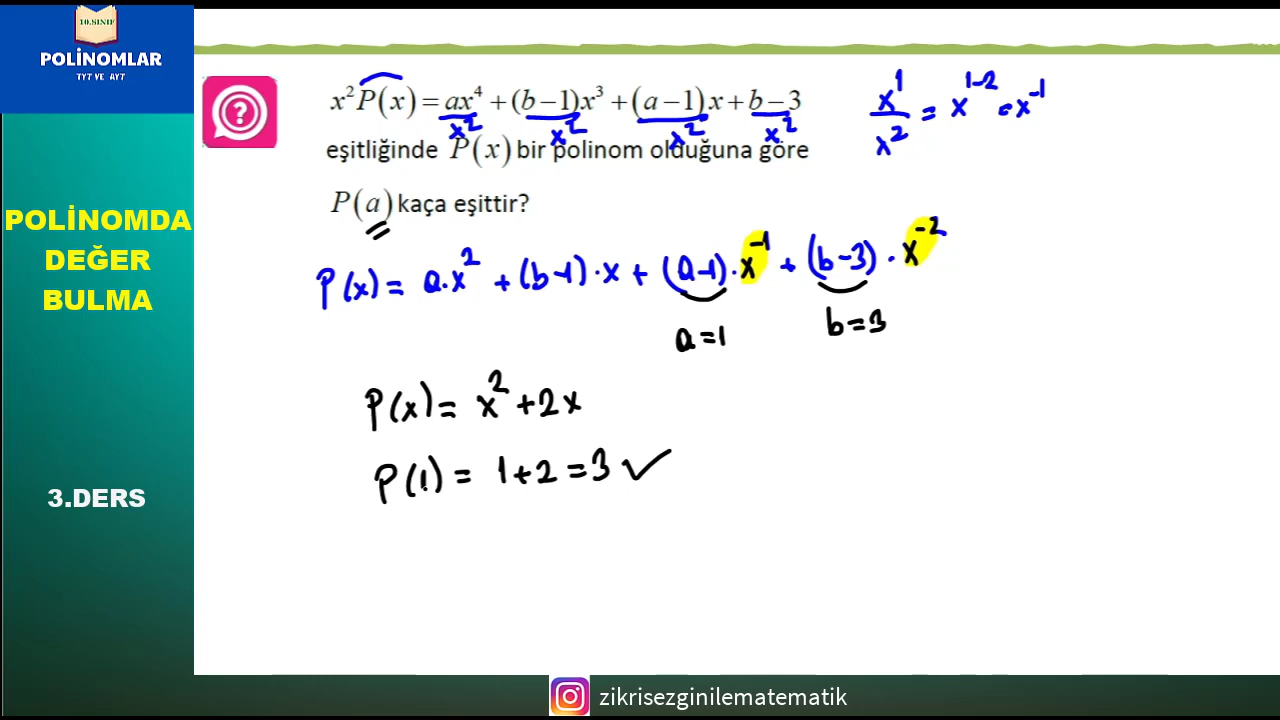 10.SINIF
POLİNOMLAR
TYT VE AYT
POLİNOMDA
DEĞER
BULMA
3.DERS
x²P(x) = ax⁴ + (b−1)x³ + (a−1)x + b−3
x² x² x² x²
x¹/x² = x¹⁻² = x⁻¹
eşitliğinde P(x) bir polinom olduğuna göre
P(a) kaça eşittir?
P(x) = a.x² + (b−1)·x + (a−1)·x⁻¹ + (b−3)·x⁻²
a=1 b=3
P(x) = x² + 2x
P(1) = 1+2 = 3 ✓
zikrisezginilematematik